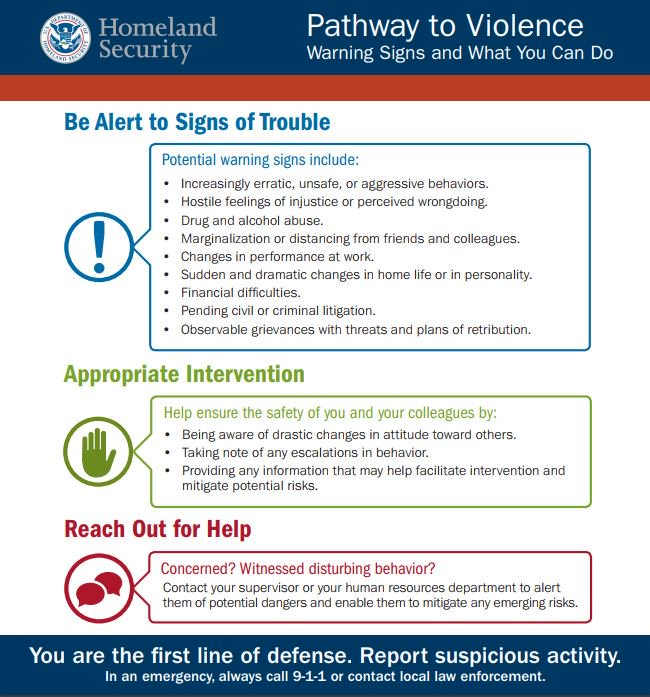 Homeland
Security
Pathway to Violence
Warning Signs and What You Can Do
Be Alert to Signs of Trouble
Potential warning signs include:
• Increasingly erratic, unsafe, or aggressive behaviors.
• Hostile feelings of injustice or perceived wrongdoing.
• Drug and alcohol abuse.
• Marginalization or distancing from friends and colleagues.
• Changes in performance at work.
• Sudden and dramatic changes in home life or in personality.
• Financial difficulties.
• Pending civil or criminal litigation.
• Observable grievances with threats and plans of retribution.
Appropriate Intervention
Help ensure the safety of you and your colleagues by:
• Being aware of drastic changes in attitude toward others.
• Taking note of any escalations in behavior.
• Providing any information that may help facilitate intervention and
mitigate potential risks.
Reach Out for Help
Concerned? Witnessed disturbing behavior?
Contact your supervisor or your human resources department to alert
them of potential dangers and enable them to mitigate any emerging risks.
You are the first line of defense. Report suspicious activity.
In an emergency, always call 9-1-1 or contact local law enforcement.